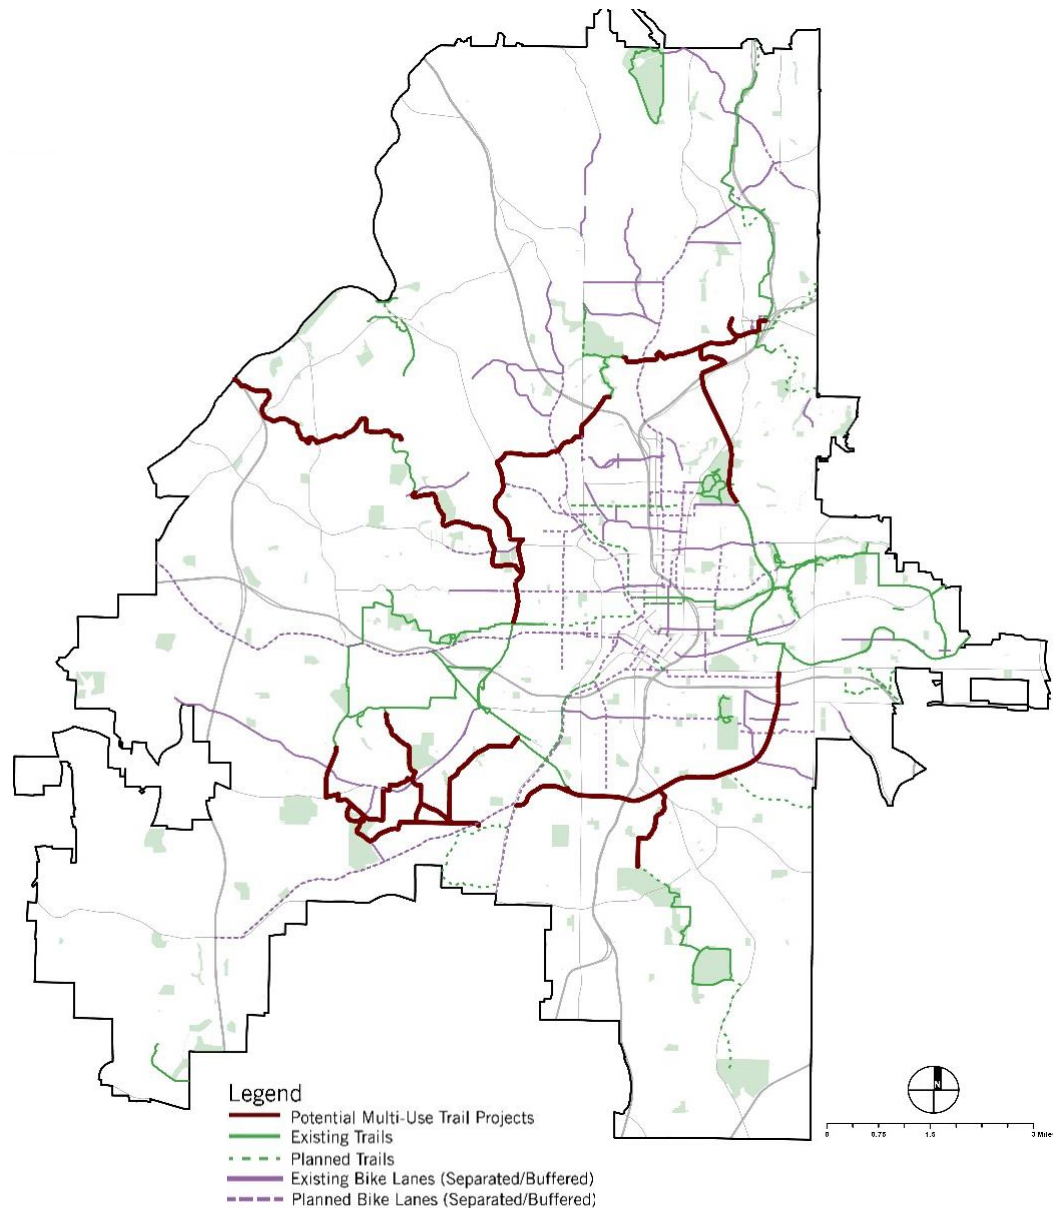 N
0 0.75 1.5 3 Miles
Legend
Potential Multi-Use Trail Projects
Existing Trails
Planned Trails
Existing Bike Lanes (Separated/Buffered)
Planned Bike Lanes (Separated/Buffered)